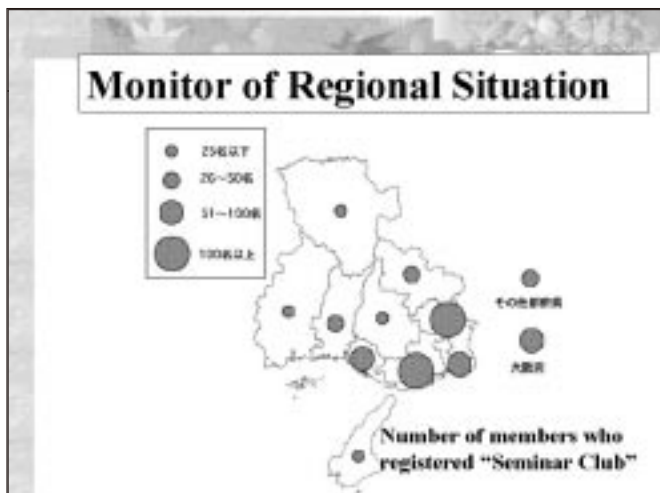 Monitor of Regional Situation
25名以下
26～50名
51～100名
100名以上
その他都府県
大阪府
Number of members who
registered “Seminar Club”